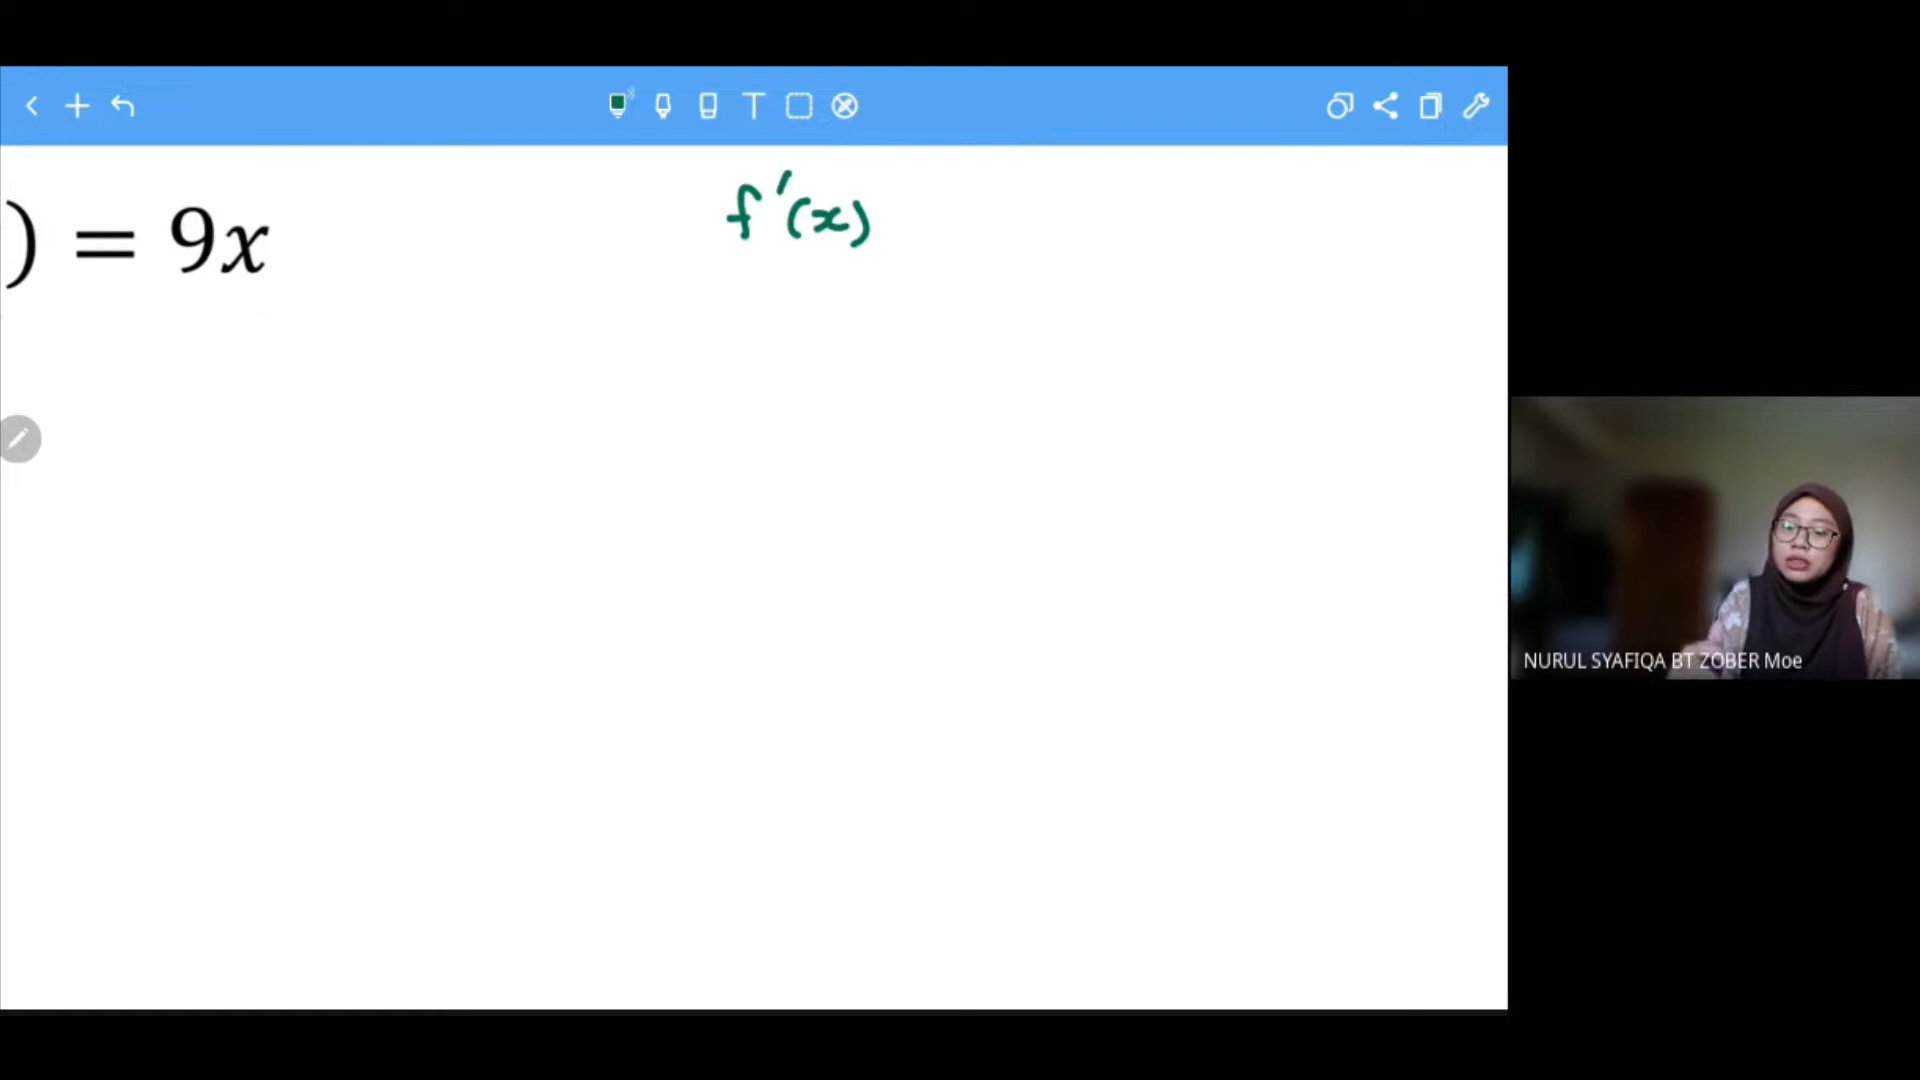 ) = 9x
f'(x)
NURUL SYAFIQA BT ZOBER Moe